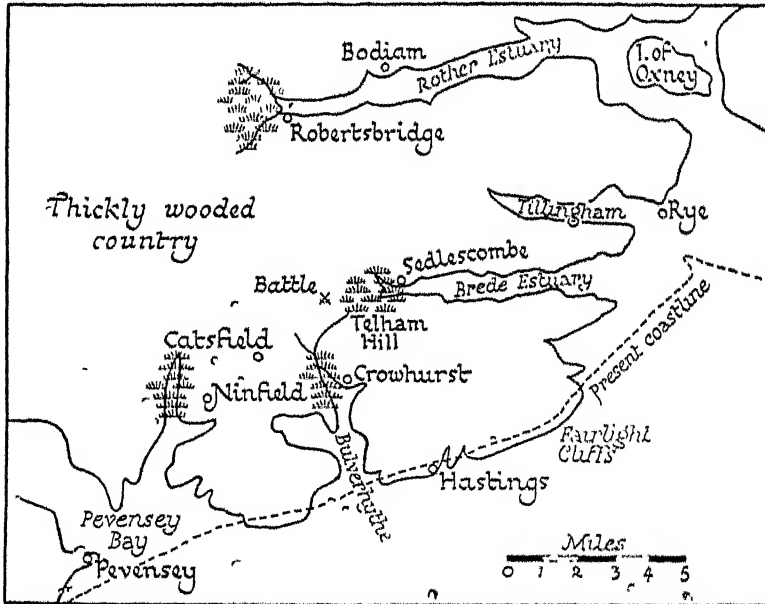 Bodiam
Rother Estuary
I. of
Oxney
Robertsbridge
Thickly wooded
country
Tillingham
Rye
Sedlescombe
Battle
Brede Estuary
Telham
Hill
Catsfield
Present coastline
Crowhurst
Ninfield
Fairlight
Cliffs
Bulverhythe
Hastings
Pevensey
Bay
Pevensey
Miles
0 1 2 3 4 5